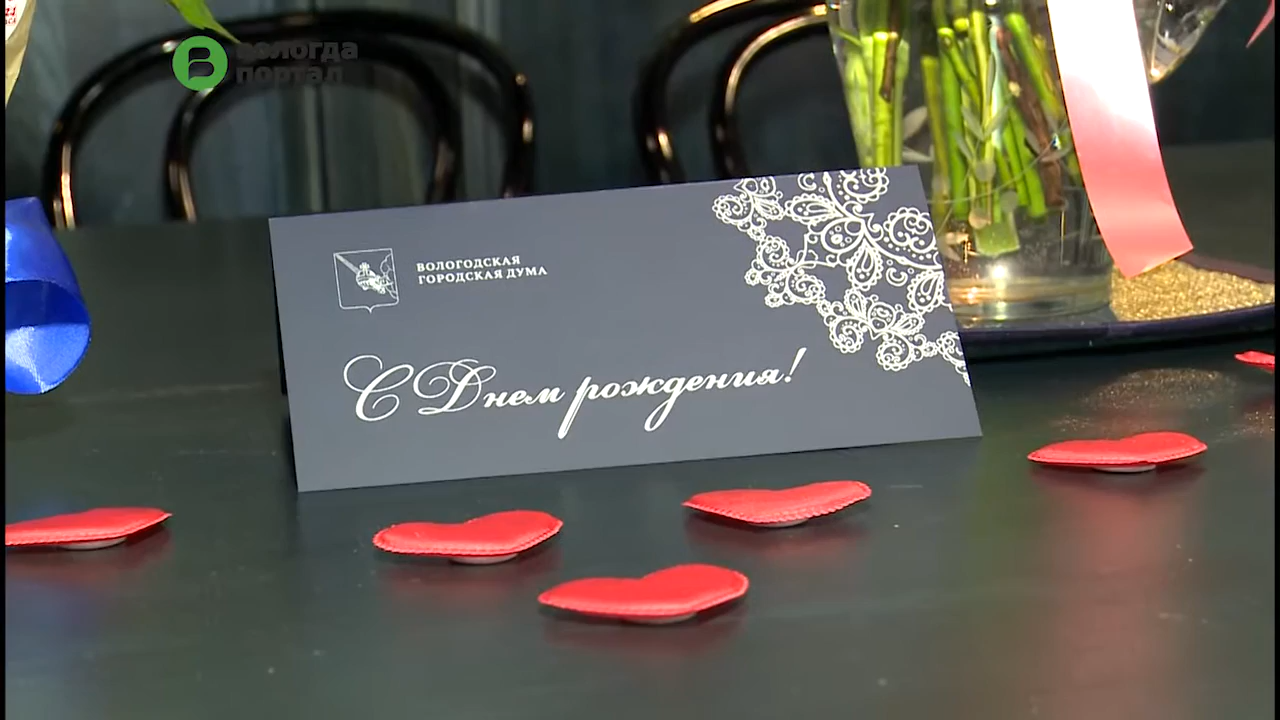 Вологда
портал
ВОЛОГОДСКАЯ
ГОРОДСКАЯ ДУМА
С Днем рождения!